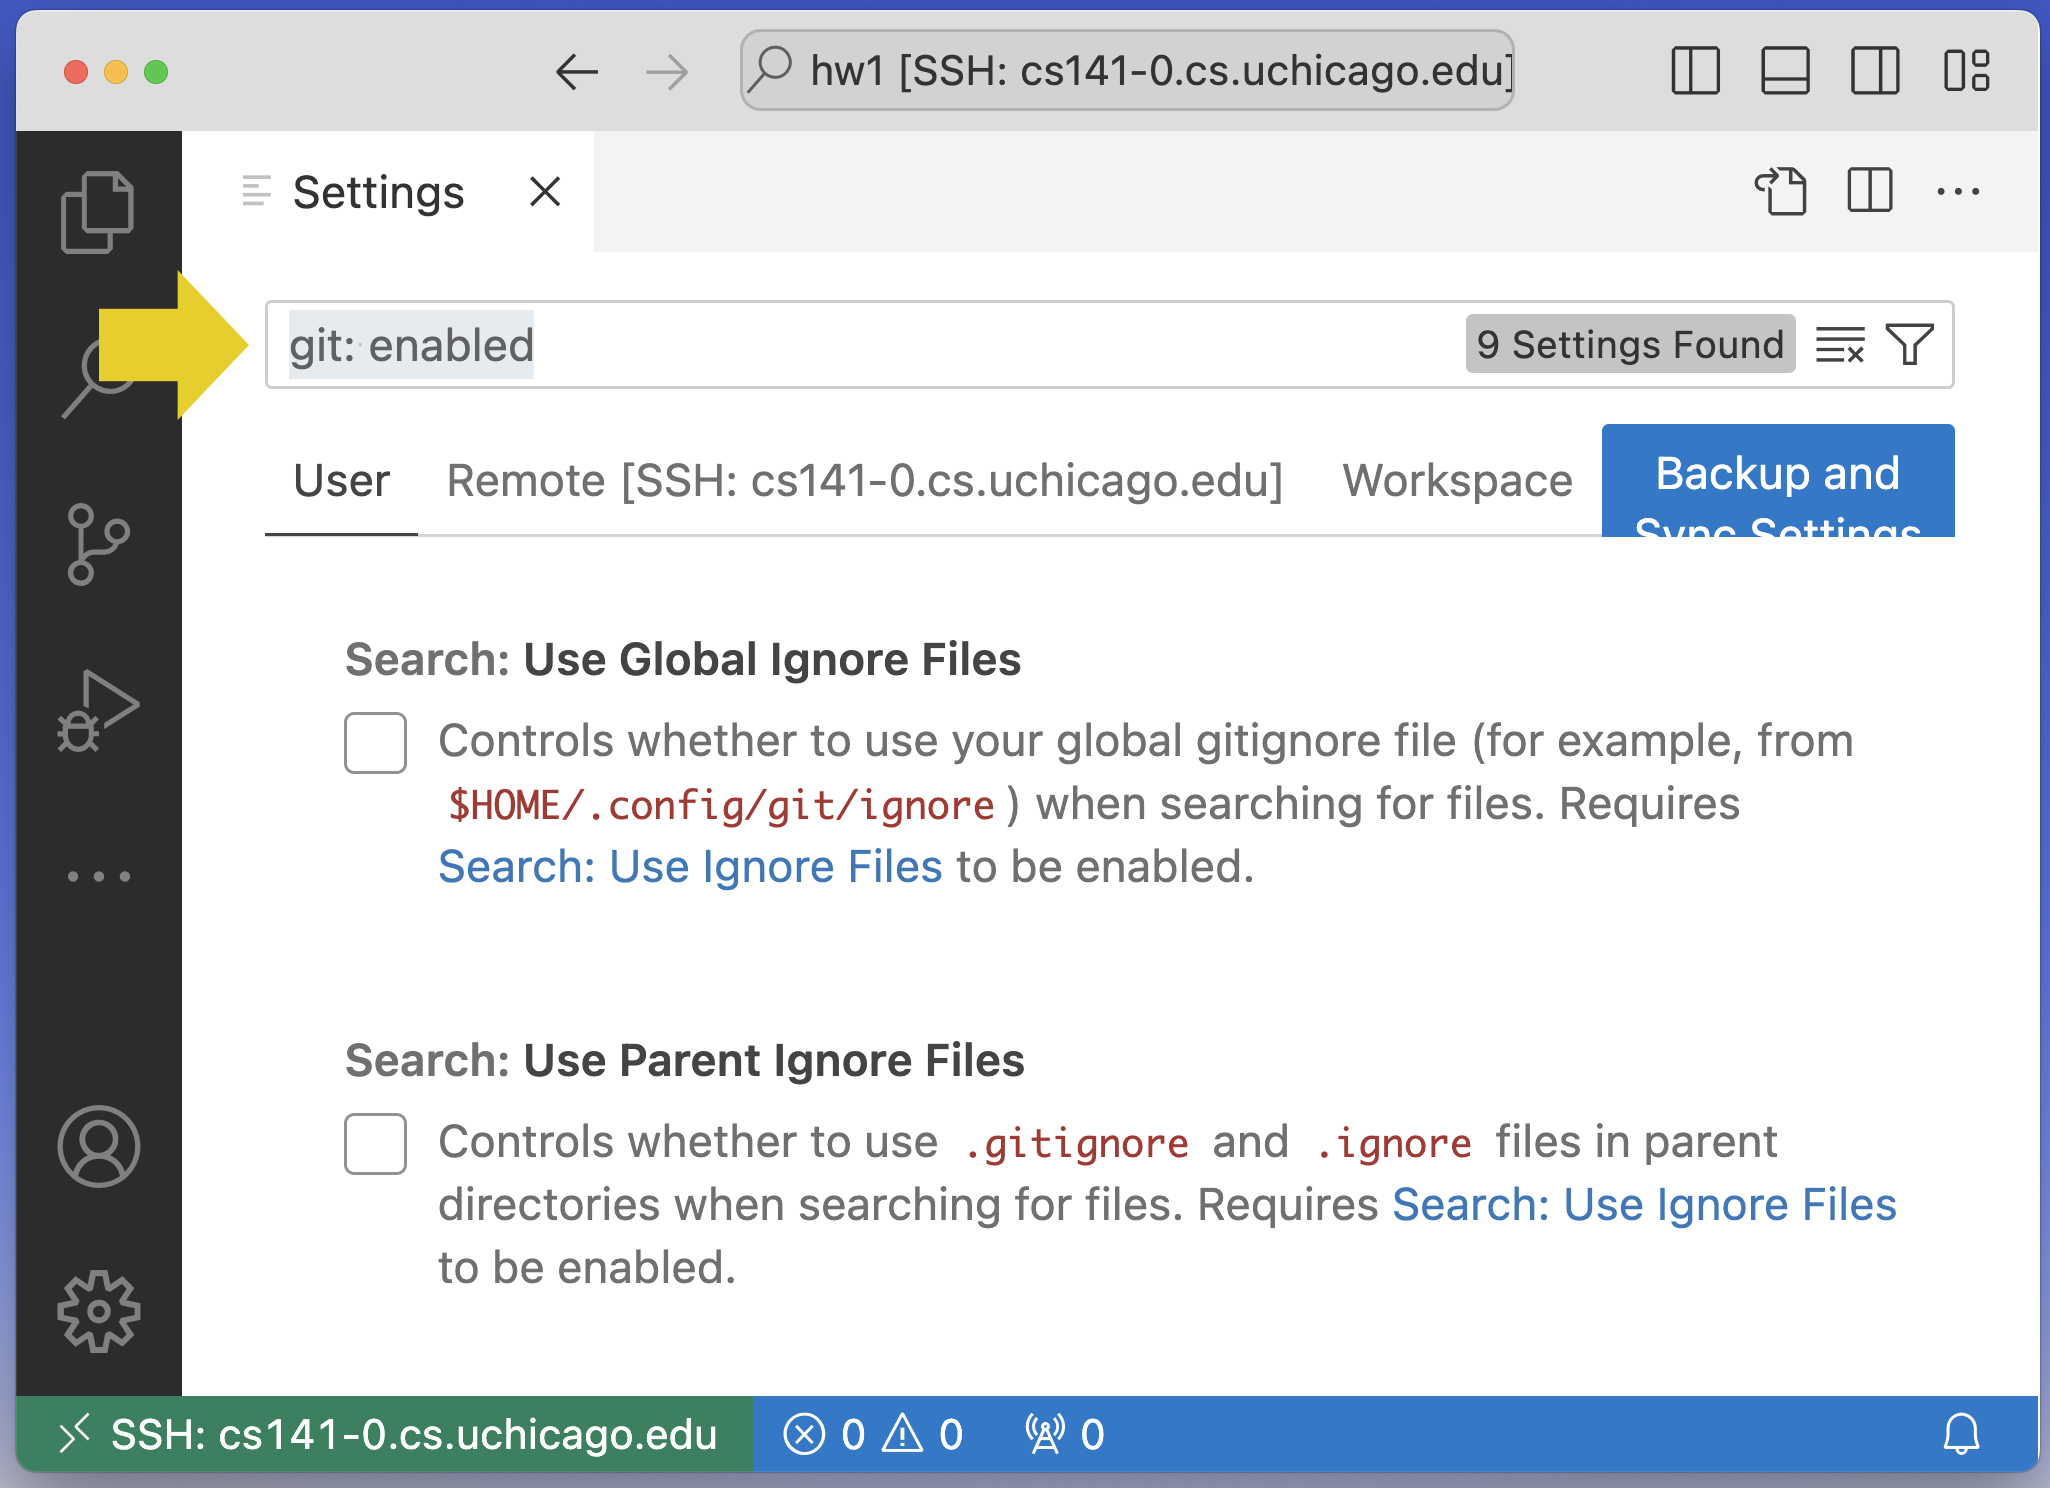 hw1 [SSH: cs141-0.cs.uchicago.edu]
Settings
git: enabled
9 Settings Found
User
Remote [SSH: cs141-0.cs.uchicago.edu]
Workspace
Backup and
Sync Settings
Search: Use Global Ignore Files
Controls whether to use your global gitignore file (for example, from
$HOME/.config/git/ignore) when searching for files. Requires
Search: Use Ignore Files to be enabled.
Search: Use Parent Ignore Files
Controls whether to use .gitignore and .ignore files in parent
directories when searching for files. Requires Search: Use Ignore Files
to be enabled.
SSH: cs141-0.cs.uchicago.edu
0
0
0